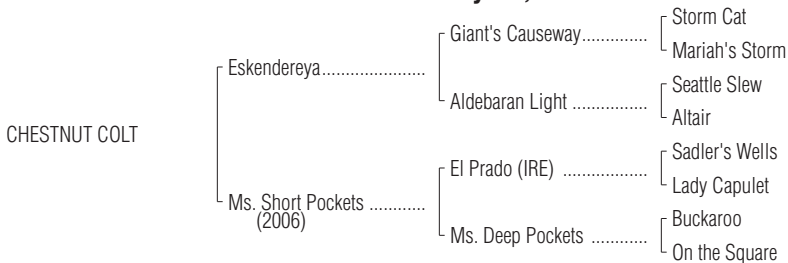 Storm Cat
Giant's Causeway..............
Mariah's Storm
Eskendereya......................
Seattle Slew
Aldebaran Light ................
Altair
CHESTNUT COLT
Sadler's Wells
El Prado (IRE) ..................
Lady Capulet
Ms. Short Pockets ............
(2006)
Buckaroo
Ms. Deep Pockets ............
On the Square